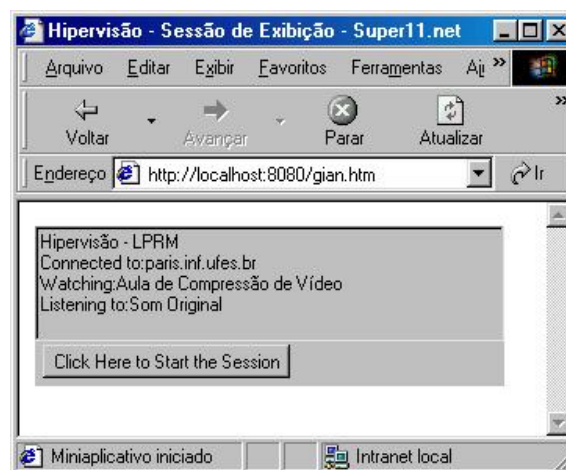 Hipervisão - Sessão de Exibição - Super11.net
Arquivo Editar Exibir Favoritos Ferramentas Aj »
Voltar Avançar Parar Atualizar »
Endereço http://localhost:8080/gian.htm Ir
Hipervisão - LPRM
Connected to:paris.inf.ufes.br
Watching:Aula de Compressão de Vídeo
Listening to:Som Original
Click Here to Start the Session
Miniaplicativo iniciado Intranet local